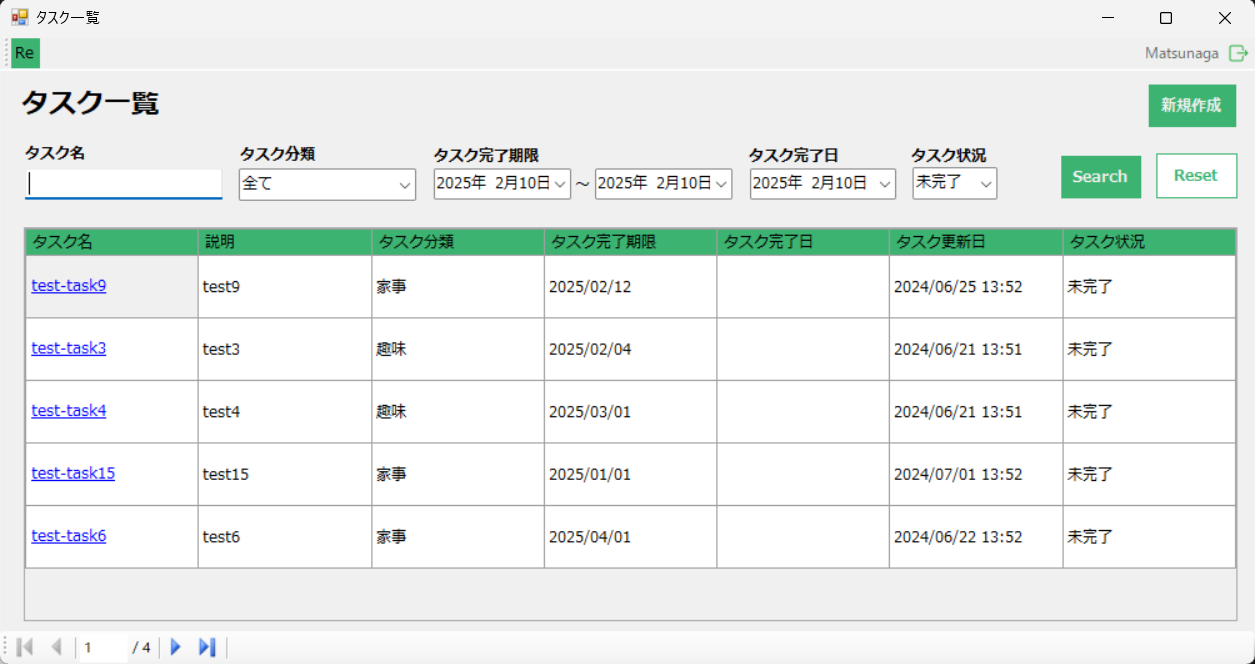 タスク一覧
Re
Matsunaga
タスク一覧
新規作成
タスク名 タスク分類 タスク完了期限 タスク完了日 タスク状況
全て 2025年 2月10日 ～ 2025年 2月10日 2025年 2月10日 未完了 Search Reset
タスク名 説明 タスク分類 タスク完了期限 タスク完了日 タスク更新日 タスク状況
test-task9 test9 家事 2025/02/12 2024/06/25 13:52 未完了
test-task3 test3 趣味 2025/02/04 2024/06/21 13:51 未完了
test-task4 test4 趣味 2025/03/01 2024/06/21 13:51 未完了
test-task15 test15 家事 2025/01/01 2024/07/01 13:52 未完了
test-task6 test6 家事 2025/04/01 2024/06/22 13:52 未完了
1 / 4